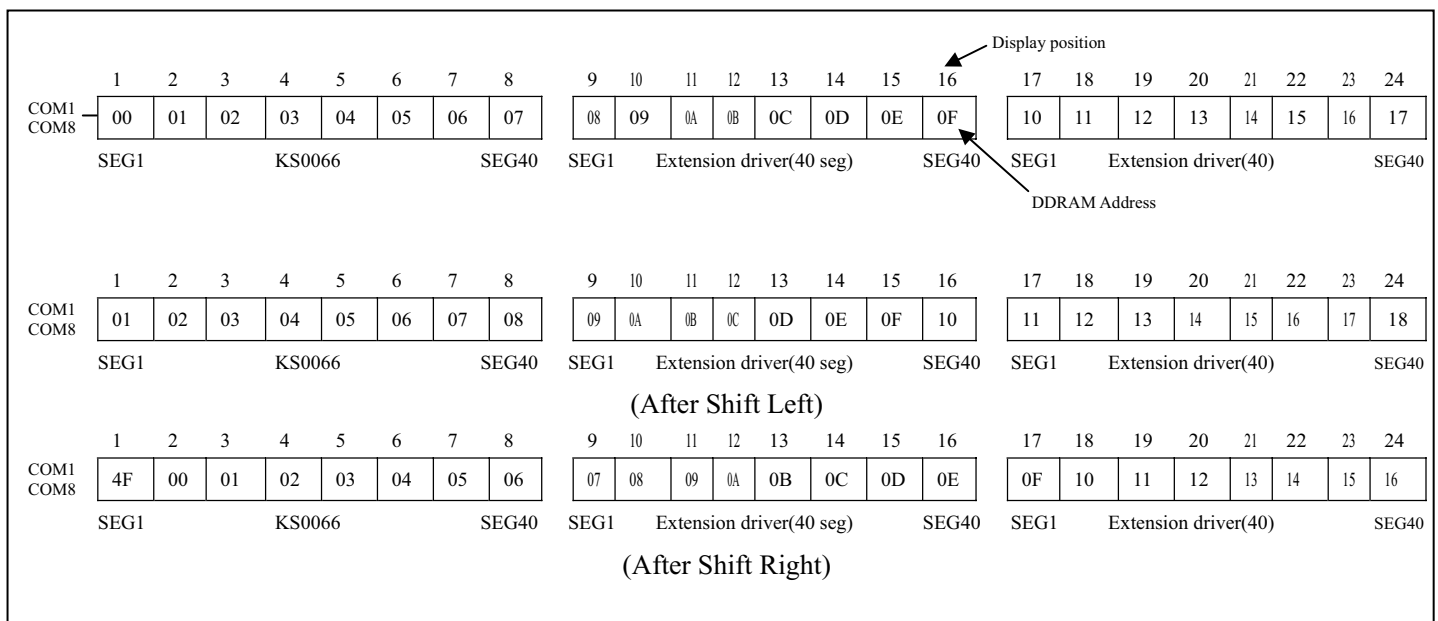 Display position
1 2 3 4 5 6 7 8 9 10 11 12 13 14 15 16 17 18 19 20 21 22 23 24
COM1
COM8
00 01 02 03 04 05 06 07 08 09 0A 0B 0C 0D 0E 0F 10 11 12 13 14 15 16 17
SEG1 KS0066 SEG40 SEG1 Extension driver(40 seg) SEG40 SEG1 Extension driver(40) SEG40
DDRAM Address
1 2 3 4 5 6 7 8 9 10 11 12 13 14 15 16 17 18 19 20 21 22 23 24
COM1
COM8
01 02 03 04 05 06 07 08 09 0A 0B 0C 0D 0E 0F 10 11 12 13 14 15 16 17 18
SEG1 KS0066 SEG40 SEG1 Extension driver(40 seg) SEG40 SEG1 Extension driver(40) SEG40
(After Shift Left)
1 2 3 4 5 6 7 8 9 10 11 12 13 14 15 16 17 18 19 20 21 22 23 24
COM1
COM8
4F 00 01 02 03 04 05 06 07 08 09 0A 0B 0C 0D 0E 0F 10 11 12 13 14 15 16
SEG1 KS0066 SEG40 SEG1 Extension driver(40 seg) SEG40 SEG1 Extension driver(40) SEG40
(After Shift Right)